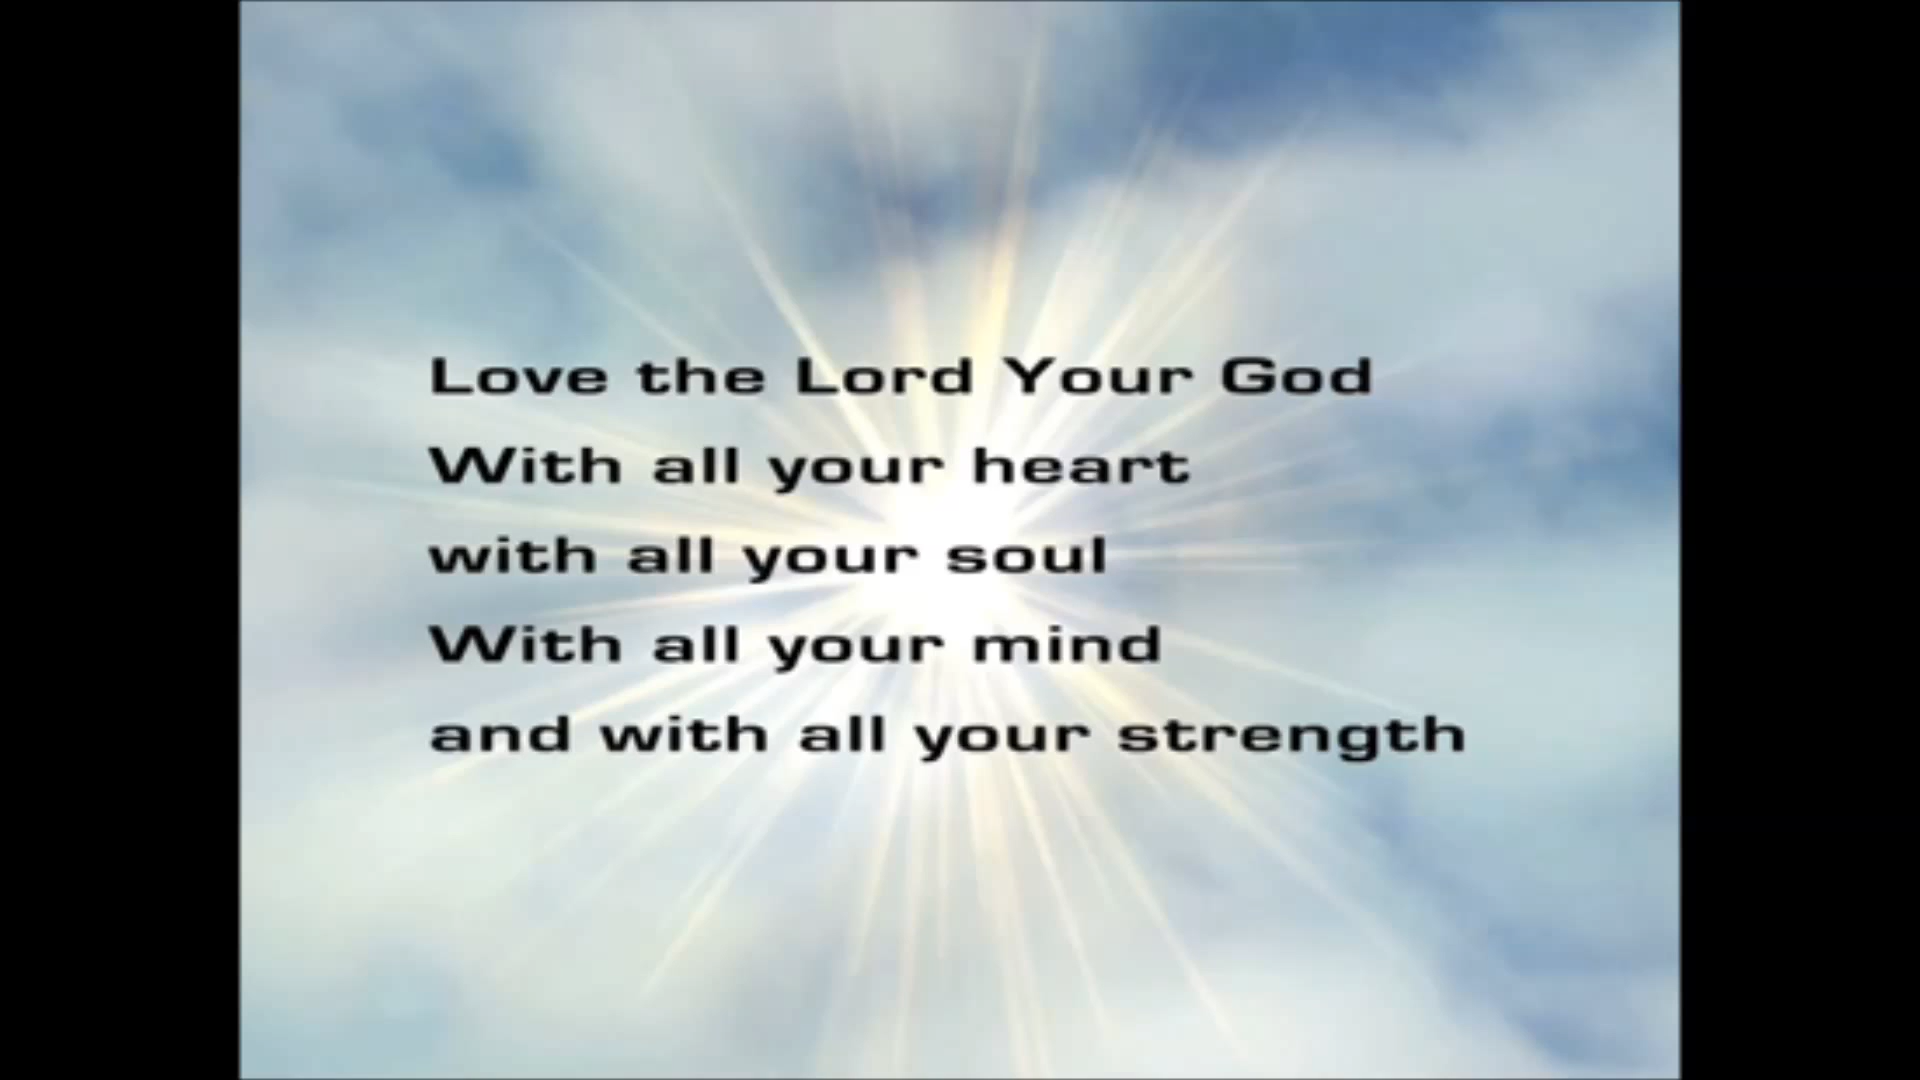 Love the Lord Your God
With all your heart
with all your soul
With all your mind
and with all your strength